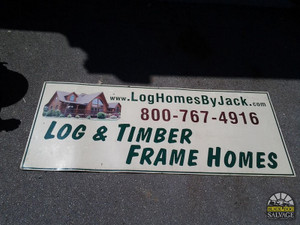 www.LogHomesByJack.com
800-767-4916
LOG & TIMBER
FRAME HOMES
SALVAGE